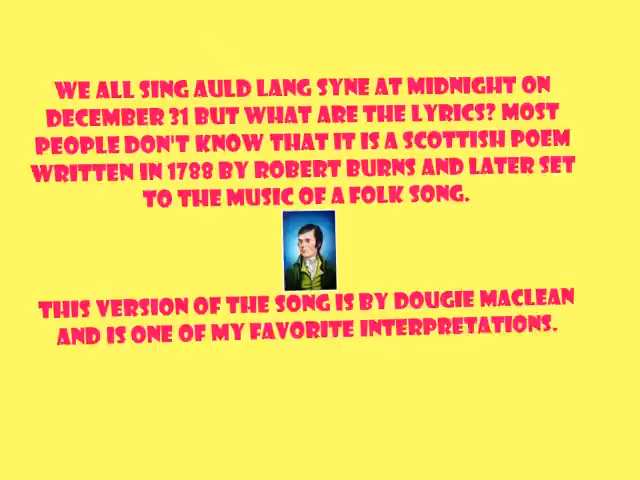 WE ALL SING AULD LANG SYNE AT MIDNIGHT ON
DECEMBER 31 BUT WHAT ARE THE LYRICS? MOST
PEOPLE DON'T KNOW THAT IT IS A SCOTTISH POEM
WRITTEN IN 1788 BY ROBERT BURNS AND LATER SET
TO THE MUSIC OF A FOLK SONG.
THIS VERSION OF THE SONG IS BY DOUGIE MACLEAN
AND IS ONE OF MY FAVORITE INTERPRETATIONS.